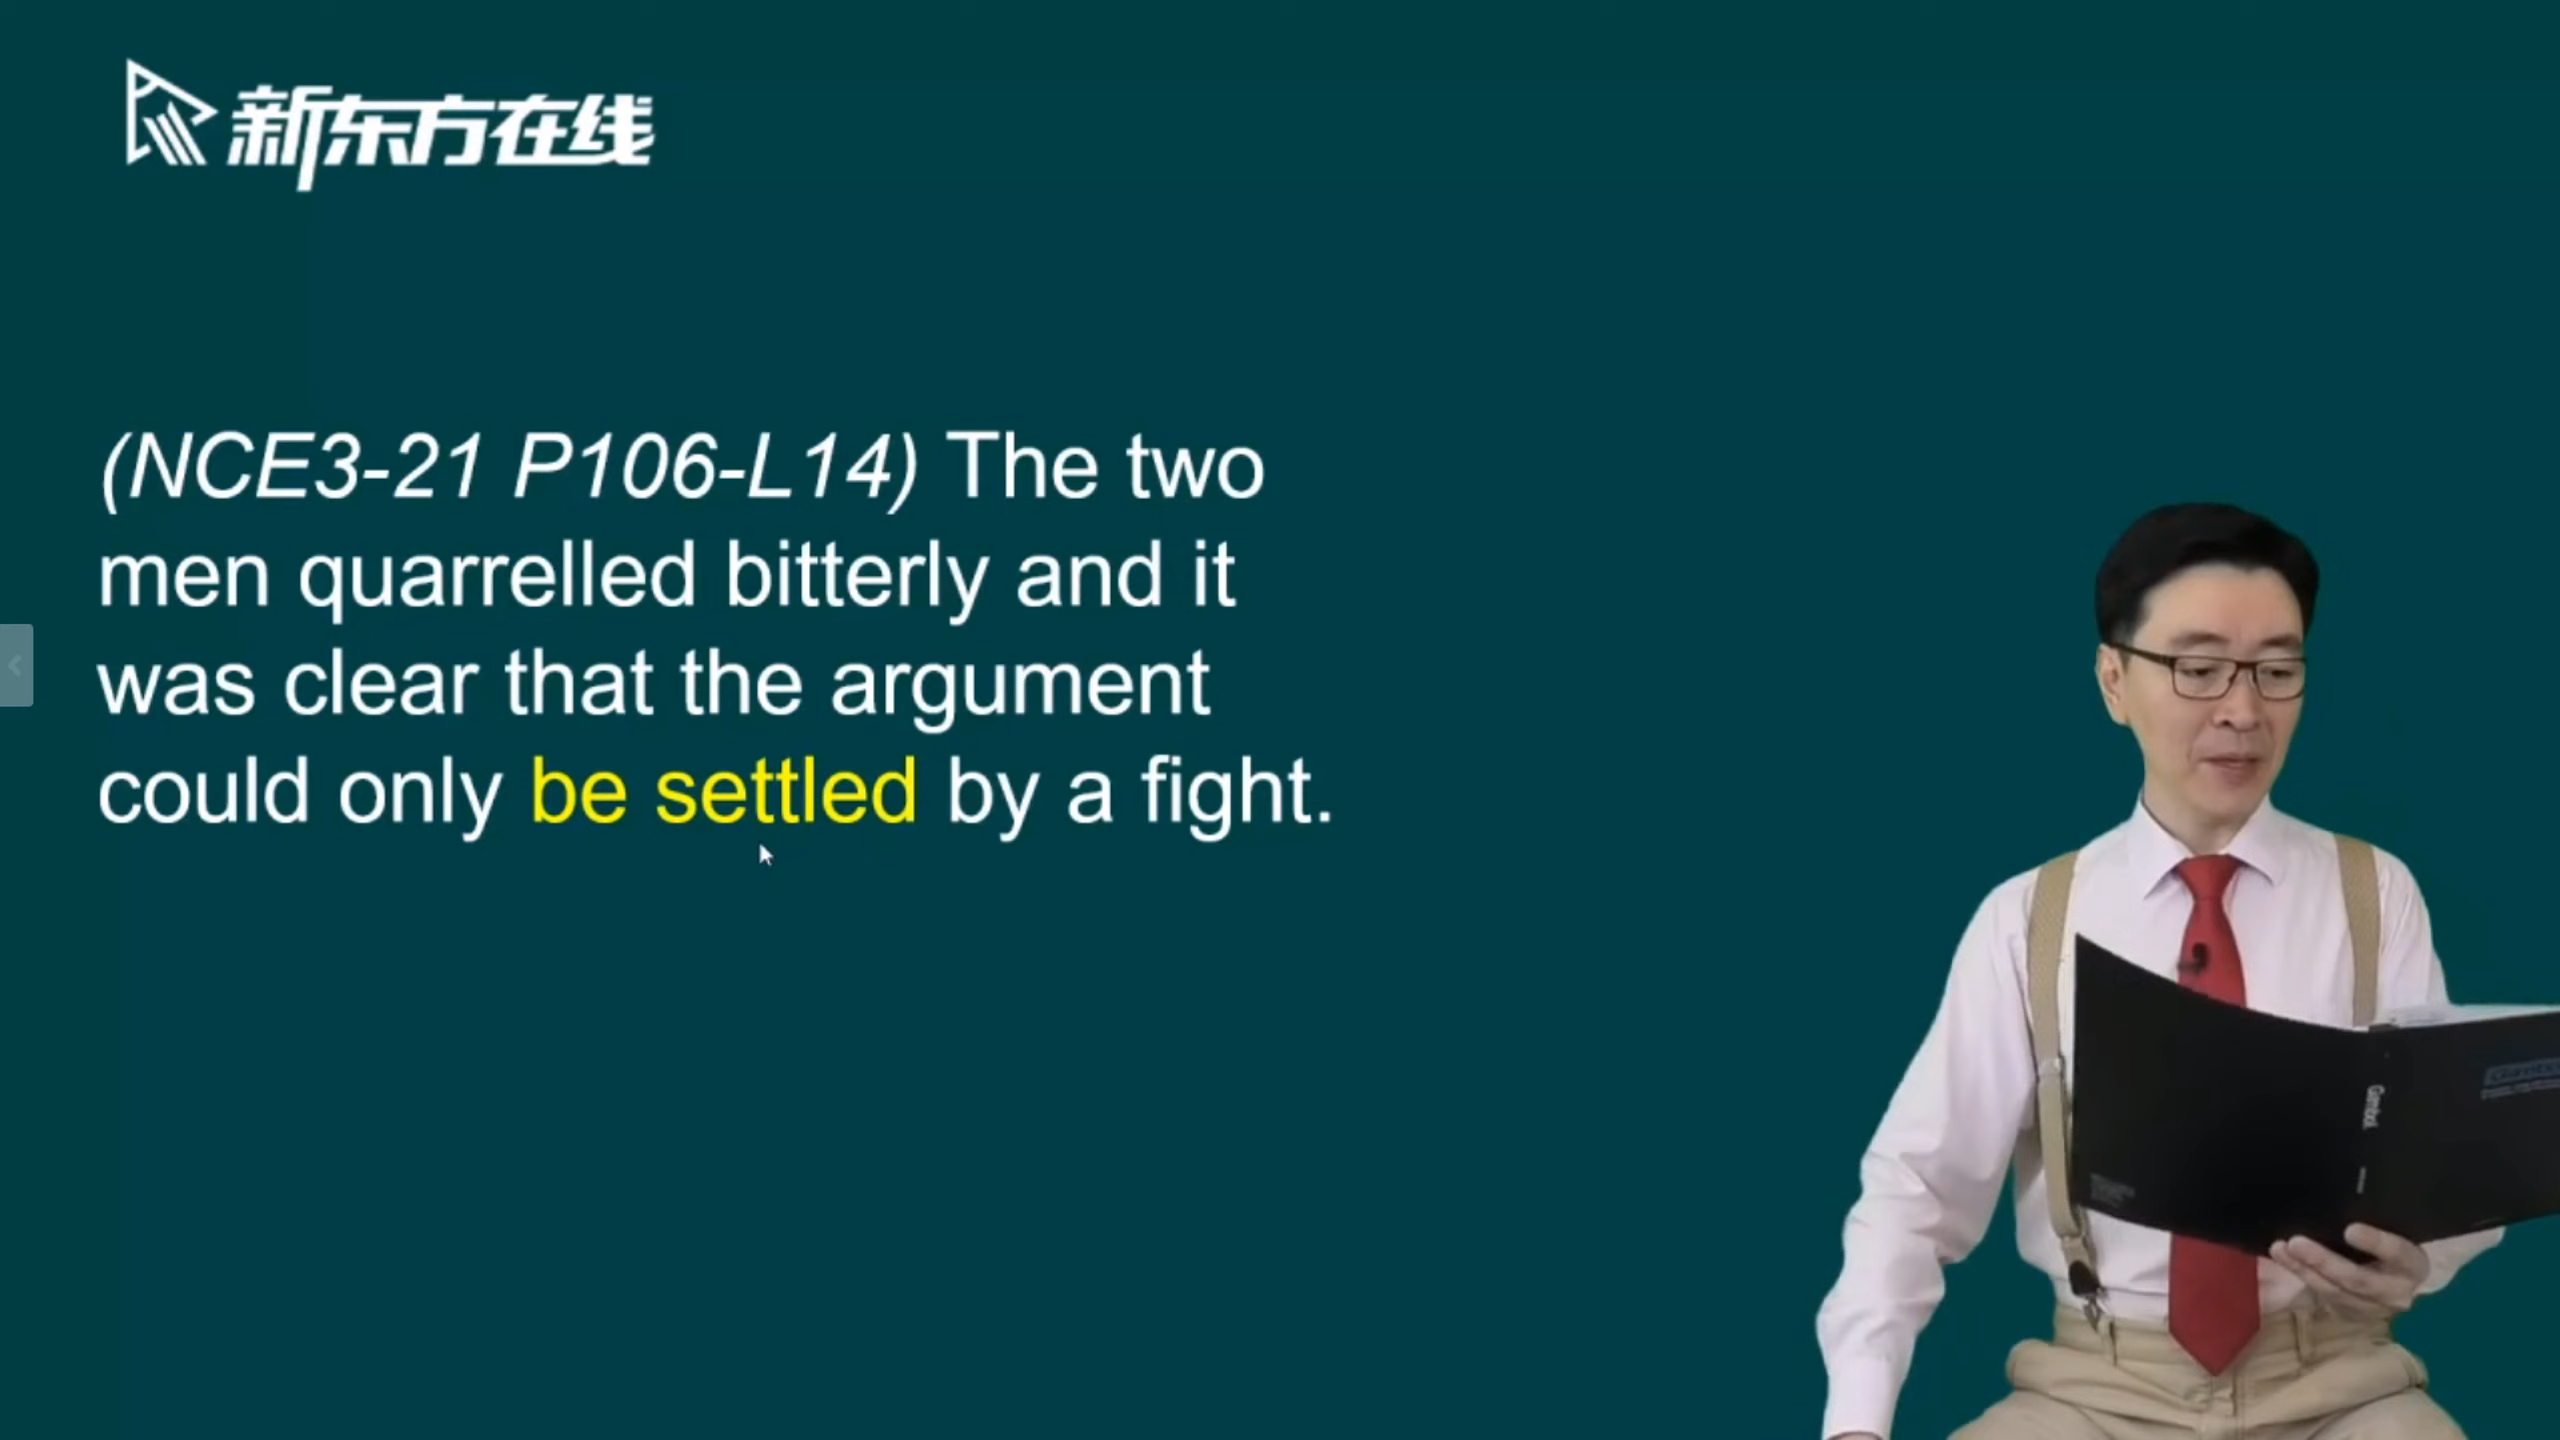 新东方在线
(NCE3-21 P106-L14) The two
men quarrelled bitterly and it
was clear that the argument
could only be settled by a fight.